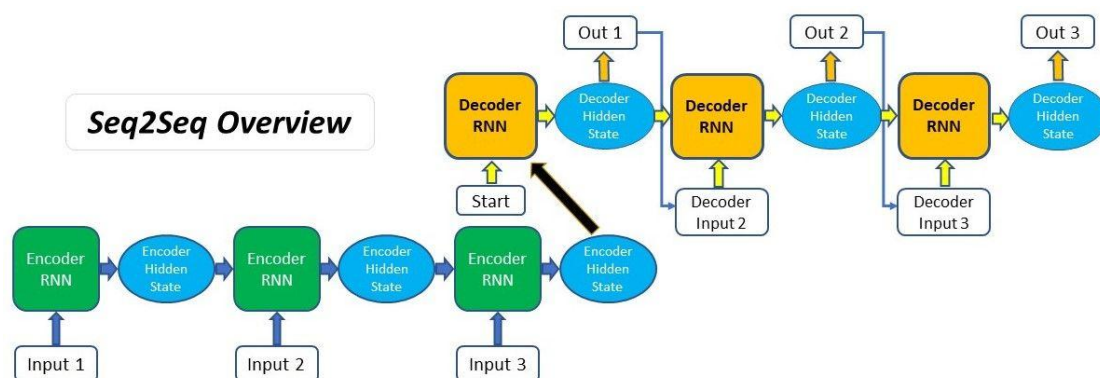 Seq2Seq Overview
Out 1
Out 2
Out 3
Decoder
RNN
Decoder
Hidden
State
Decoder
RNN
Decoder
Hidden
State
Decoder
RNN
Decoder
Hidden
State
Start
Decoder
Input 2
Decoder
Input 3
Encoder
RNN
Encoder
Hidden
State
Encoder
RNN
Encoder
Hidden
State
Encoder
RNN
Encoder
Hidden
State
Input 1
Input 2
Input 3